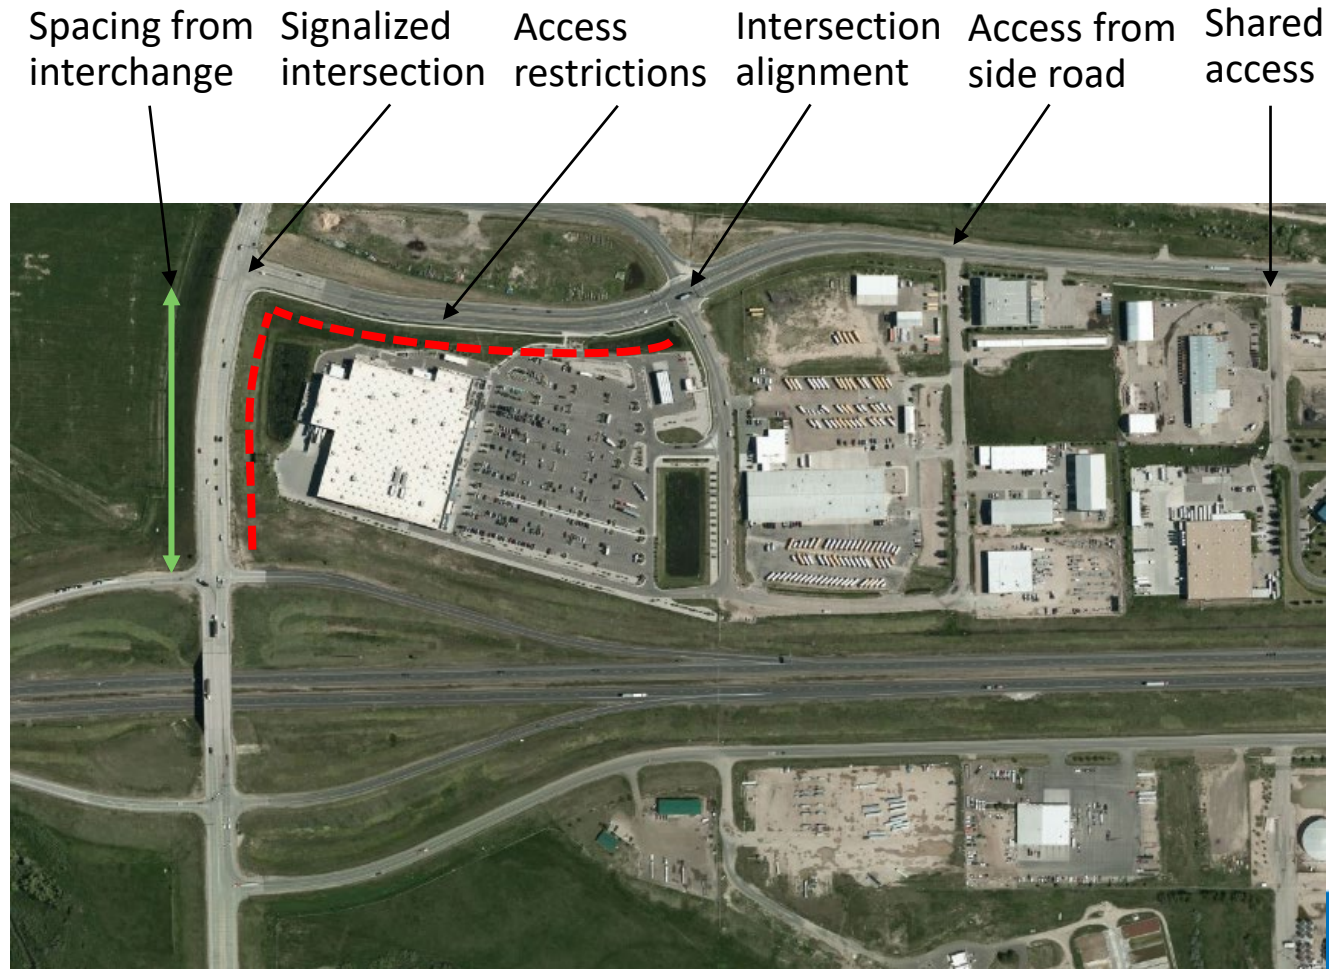 Spacing from
interchange
Signalized
intersection
Access
restrictions
Intersection
alignment
Access from
side road
Shared
access